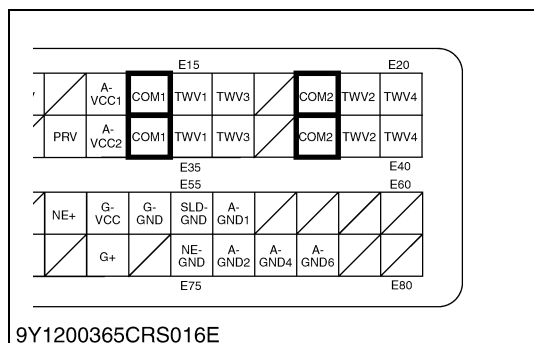 E15 E20
A-VCC1 COM1 TWV1 TWV3 COM2 TWV2 TWV4
PRV A-VCC2 COM1 TWV1 TWV3 COM2 TWV2 TWV4
E35 E40
E55 E60
NE+ G-VCC G-GND SLD-GND A-GND1
G+ NE-GND A-GND2 A-GND4 A-GND6
E75 E80
9Y1200365CRS016E